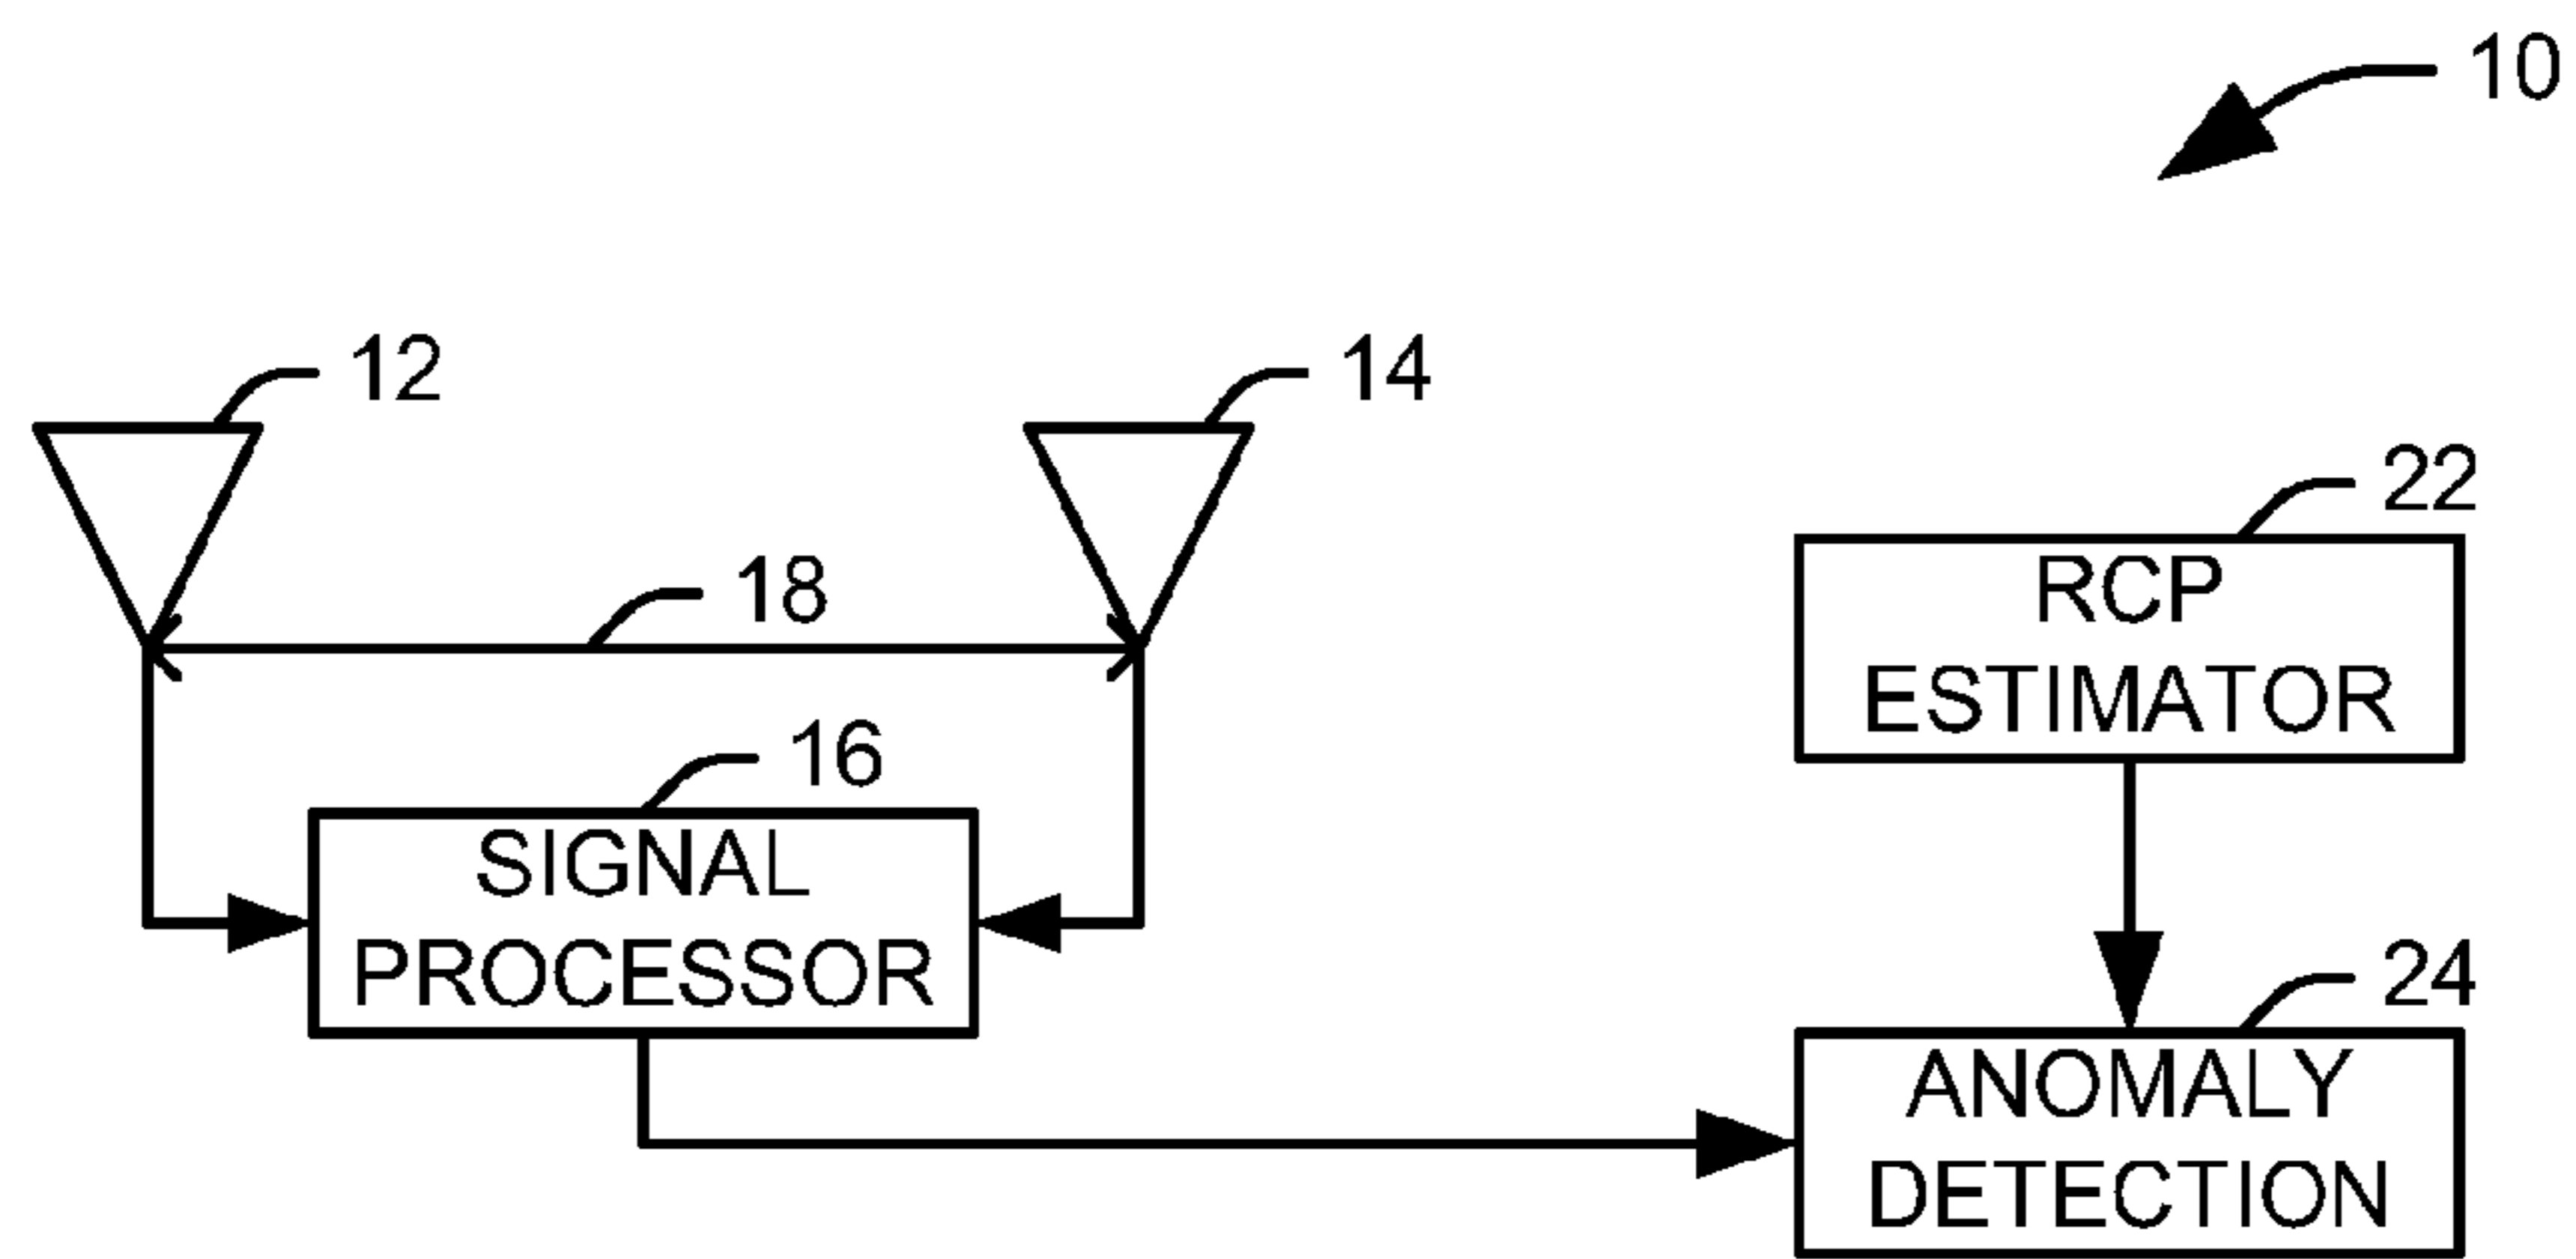 10
12
14
22
RCP
ESTIMATOR
18
16
SIGNAL
PROCESSOR
24
ANOMALY
DETECTION